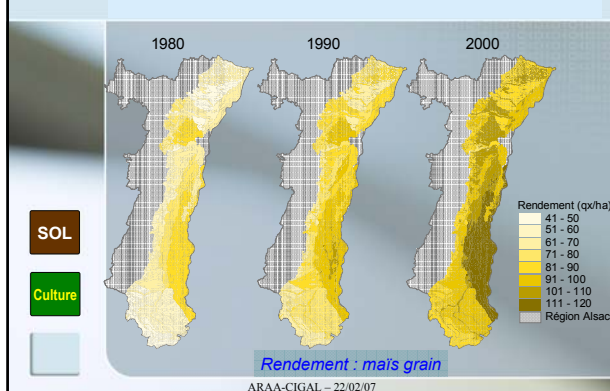 1980 1990 2000
SOL
Culture
Rendement (qx/ha)
41 - 50
51 - 60
61 - 70
71 - 80
81 - 90
91 - 100
101 - 110
111 - 120
Région Alsac
Rendement : maïs grain
ARAA-CIGAL – 22/02/07